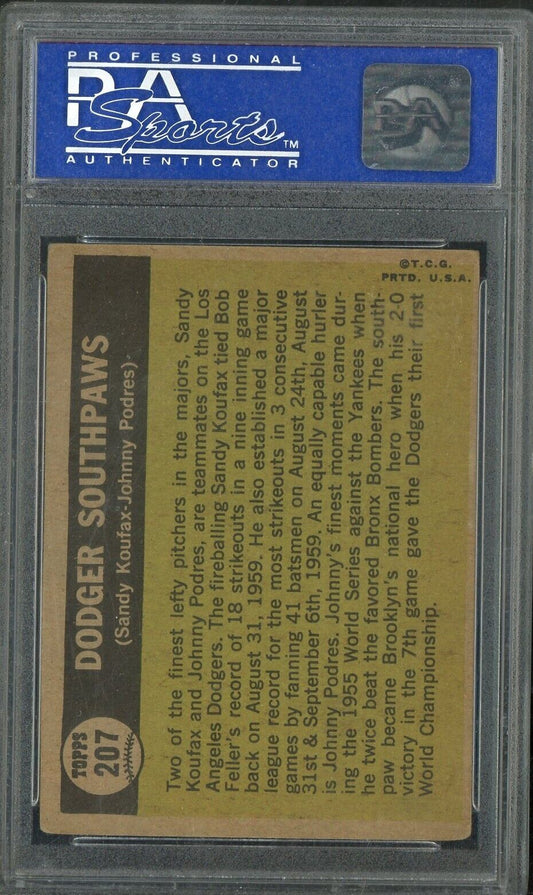 PROFESSIONAL
PSA
Sports™
AUTHENTICATOR
PSA
TOPPS
207
DODGER SOUTHPAWS
(Sandy Koufax-Johnny Podres)
Two of the finest lefty pitchers in the majors, Sandy
Koufax and Johnny Podres, are teammates on the Los
Angeles Dodgers. The fireballing Sandy Koufax tied Bob
Feller's record of 18 strikeouts in a nine inning game
back on August 31, 1959. He also established a major
league record for the most strikeouts in 3 consecutive
games by fanning 41 batsmen on August 24th, August
31st & September 6th, 1959. An equally capable hurler
is Johnny Podres. Johnny's finest moments came dur-
ing the 1955 World Series against the Yankees when
he twice beat the favored Bronx Bombers. The south-
paw became Brooklyn's national hero when his 2-0
victory in the 7th game gave the Dodgers their first
World Championship.
©T.C.G.
PRTD. U.S.A.